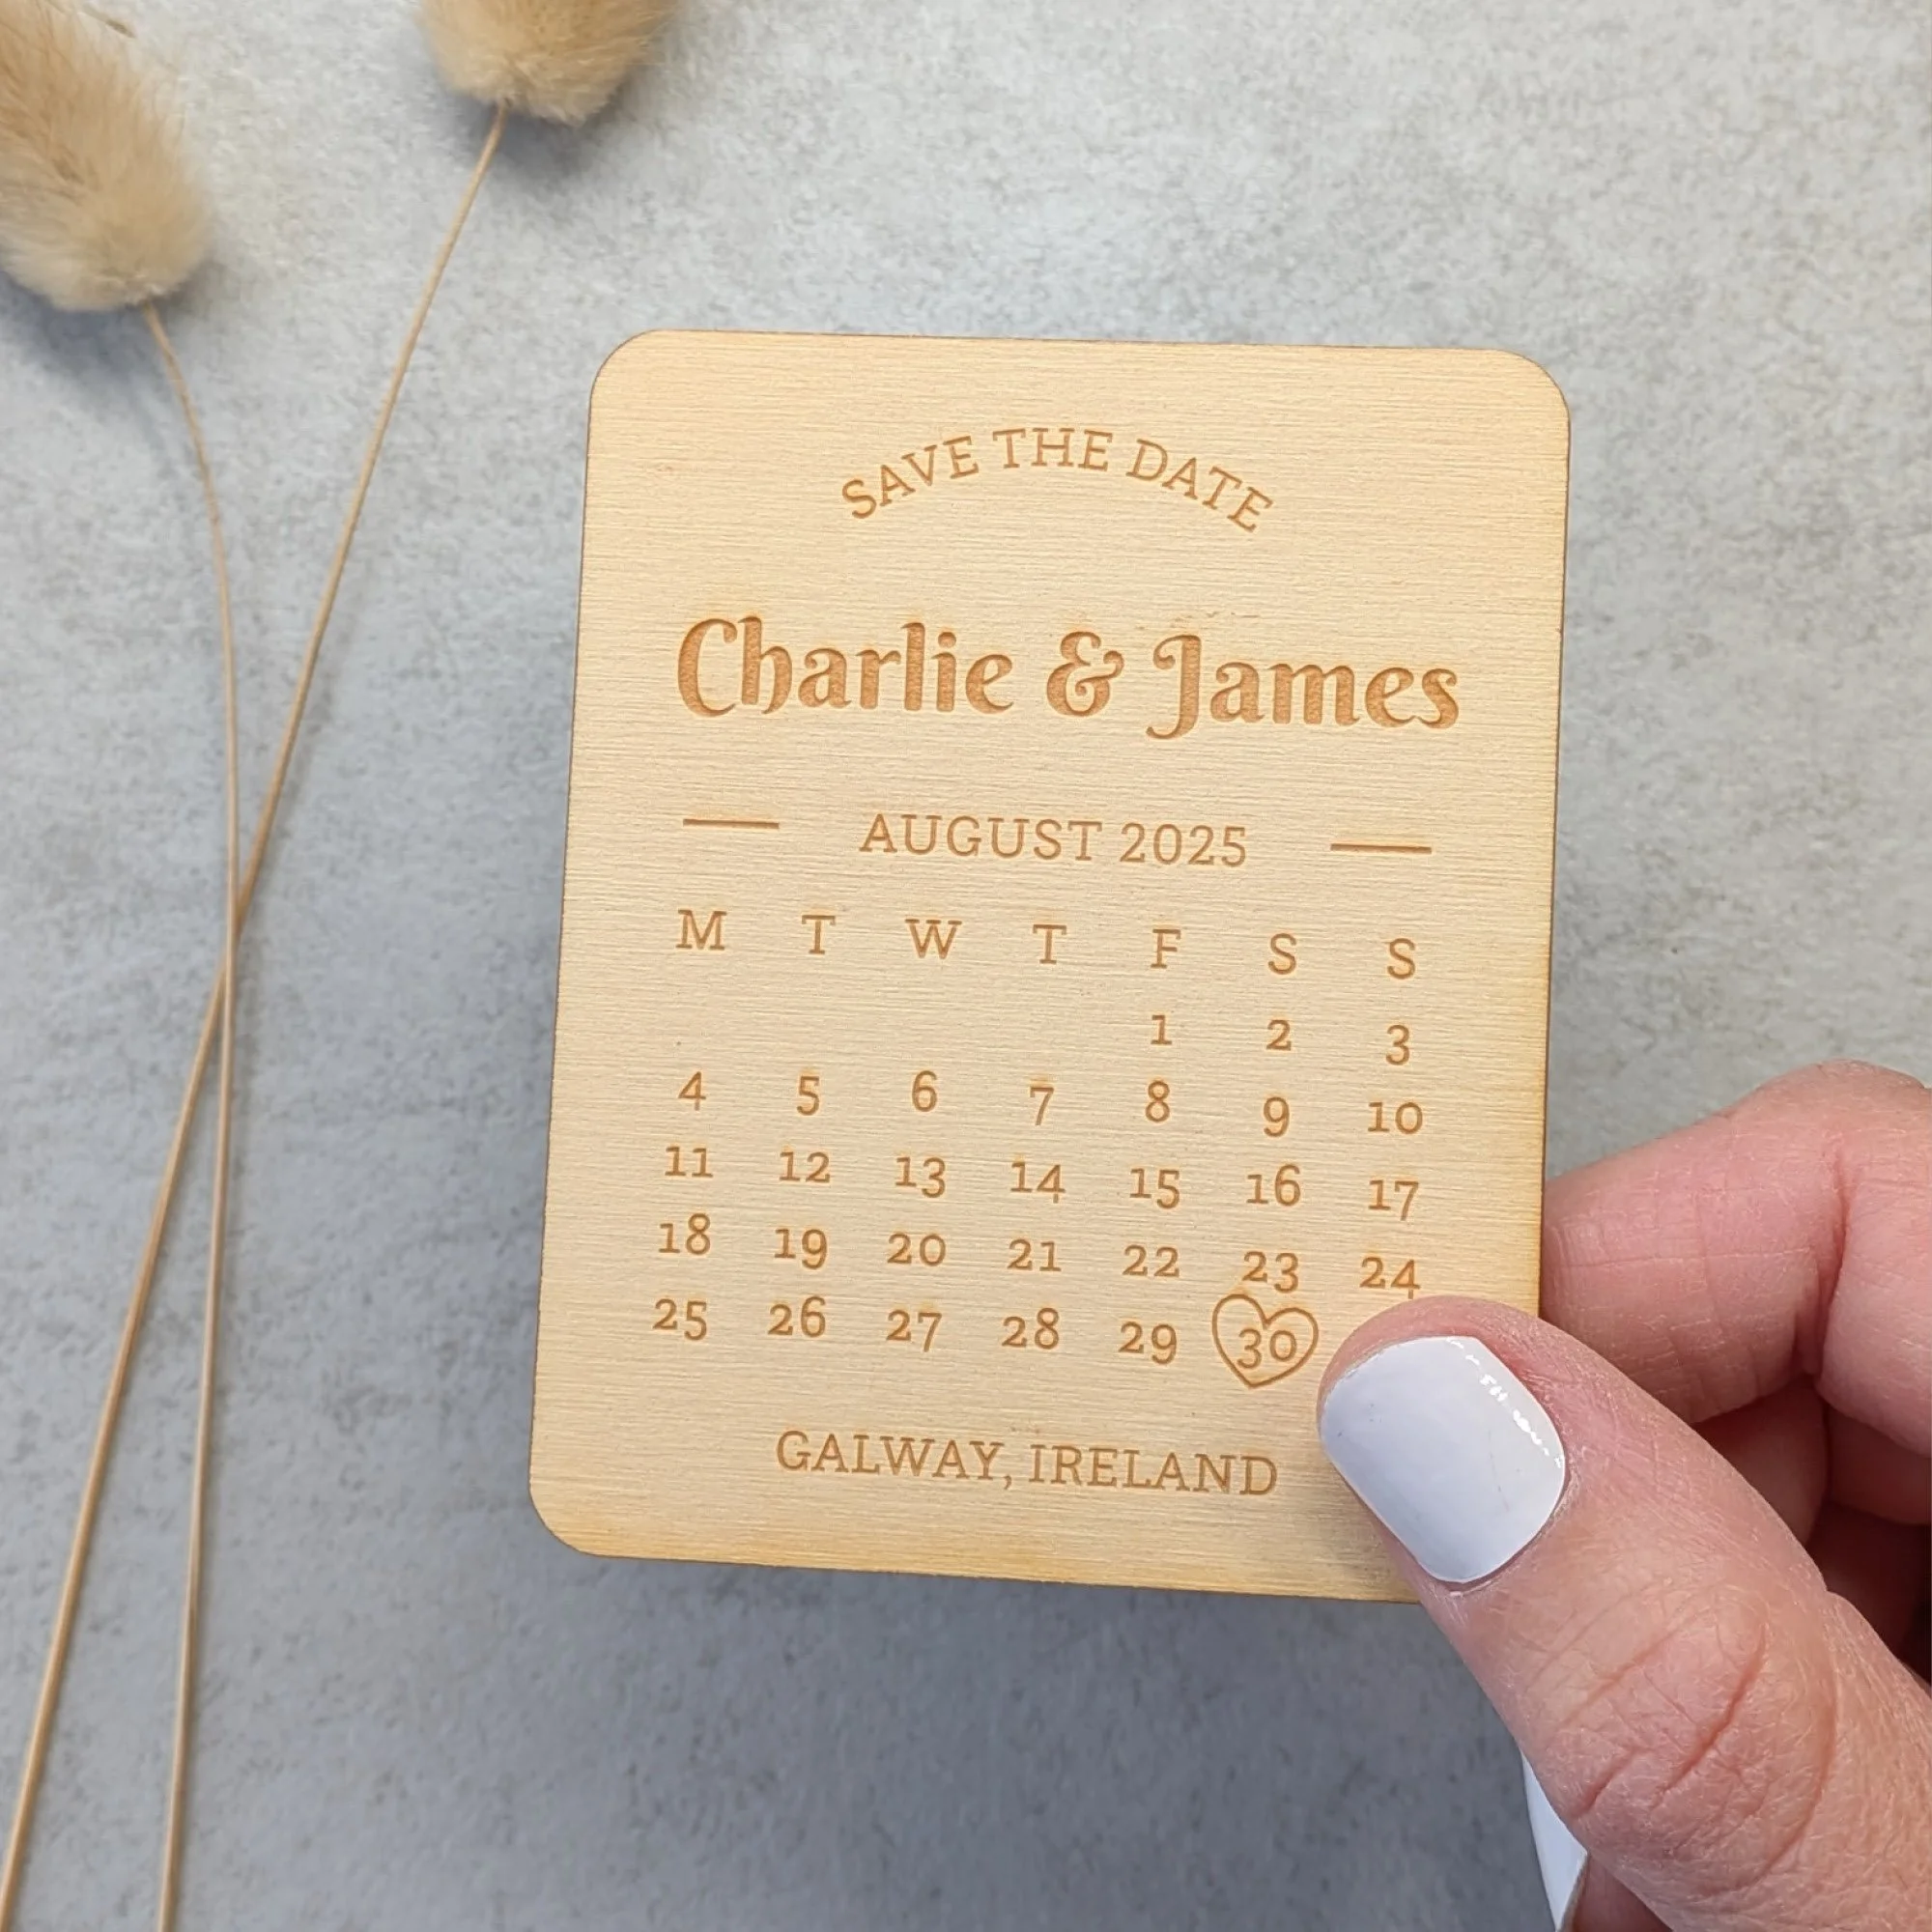 SAVE THE DATE
Charlie & James
AUGUST 2025
M T W T F S S
1 2 3
4 5 6 7 8 9 10
11 12 13 14 15 16 17
18 19 20 21 22 23 24
25 26 27 28 29 30
GALWAY, IRELAND